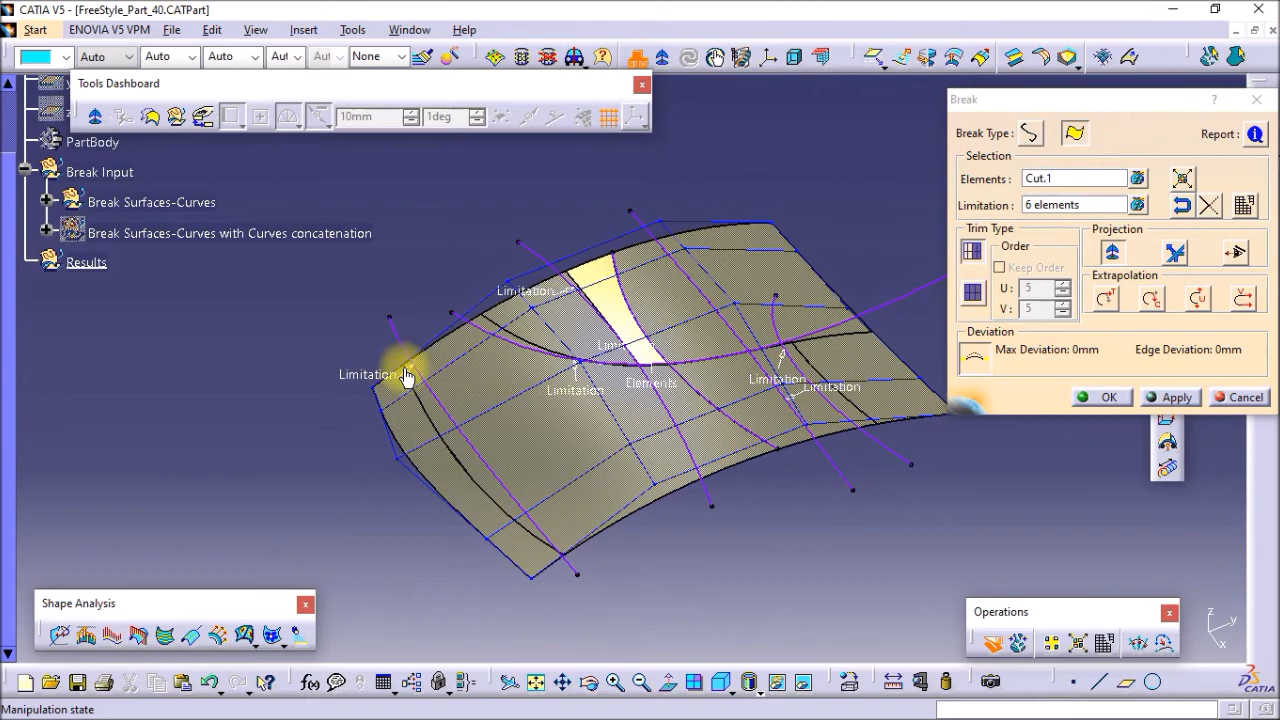 CATIA V5 - [FreeStyle_Part_40.CATPart]
Start ENOVIA V5 VPM File Edit View Insert Tools Window Help
Auto Auto Auto Aut Aut None
Tools Dashboard
10mm 1deg
PartBody
Break Input
Break Surfaces-Curves
Break Surfaces-Curves with Curves concatenation
Results
Break
Break Type: Report:
Selection
Elements: Cut.1
Limitation: 6 elements
Trim Type
Order
Keep Order
U: 5
V: 5
Projection
Extrapolation
Deviation
Max Deviation: 0mm Edge Deviation: 0mm
OK Apply Cancel
Limitation
Limitation
Limitation
Elements
Limitation
Limitation
Shape Analysis
Operations
z
y
x
f(x)
CATIA
Manipulation state